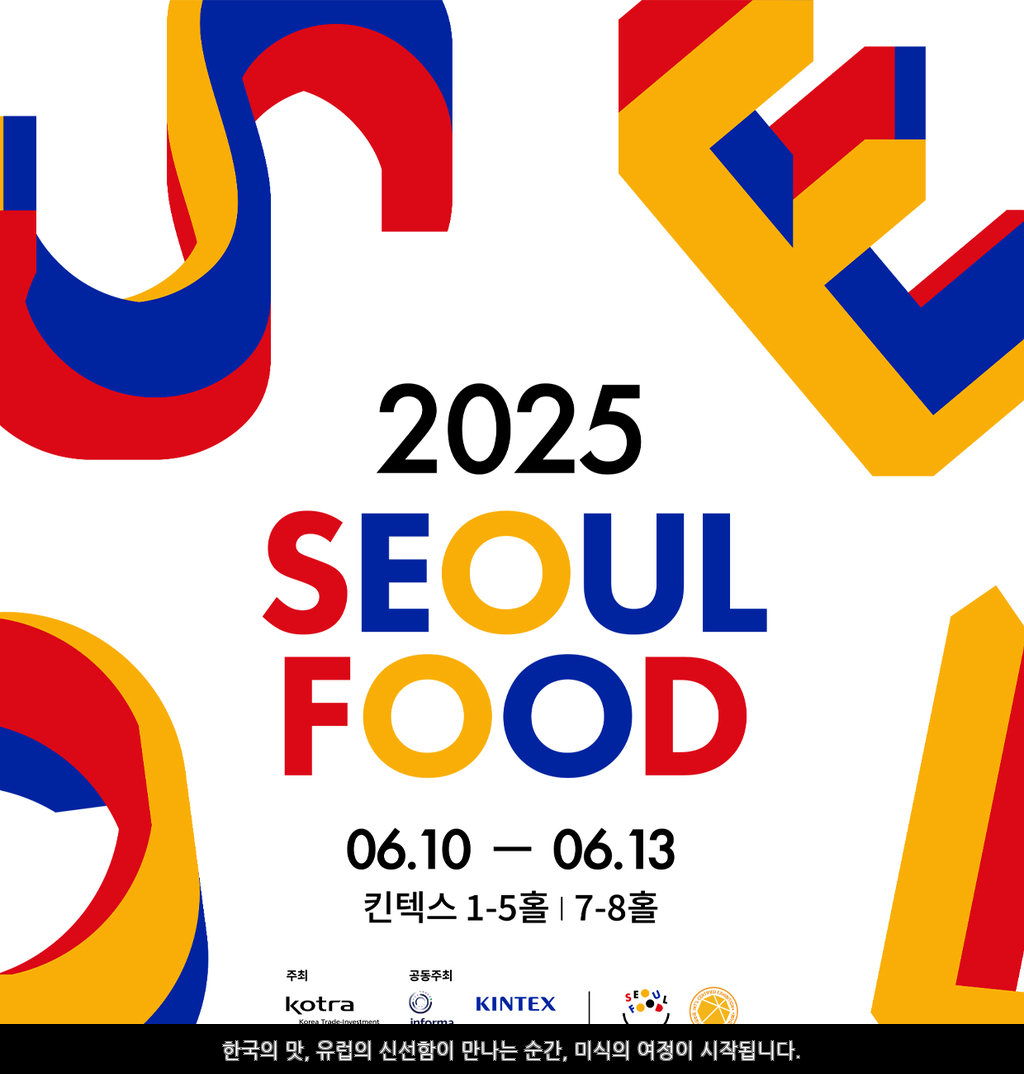 2025
SEOUL
FOOD
06.10 — 06.13
킨텍스 1-5홀 | 7-8홀
주최 공동주최
kotra KINTEX SEOUL FOOD
Korea Trade-Investment informa
한국의 맛, 유럽의 신선함이 만나는 순간, 미식의 여정이 시작됩니다.